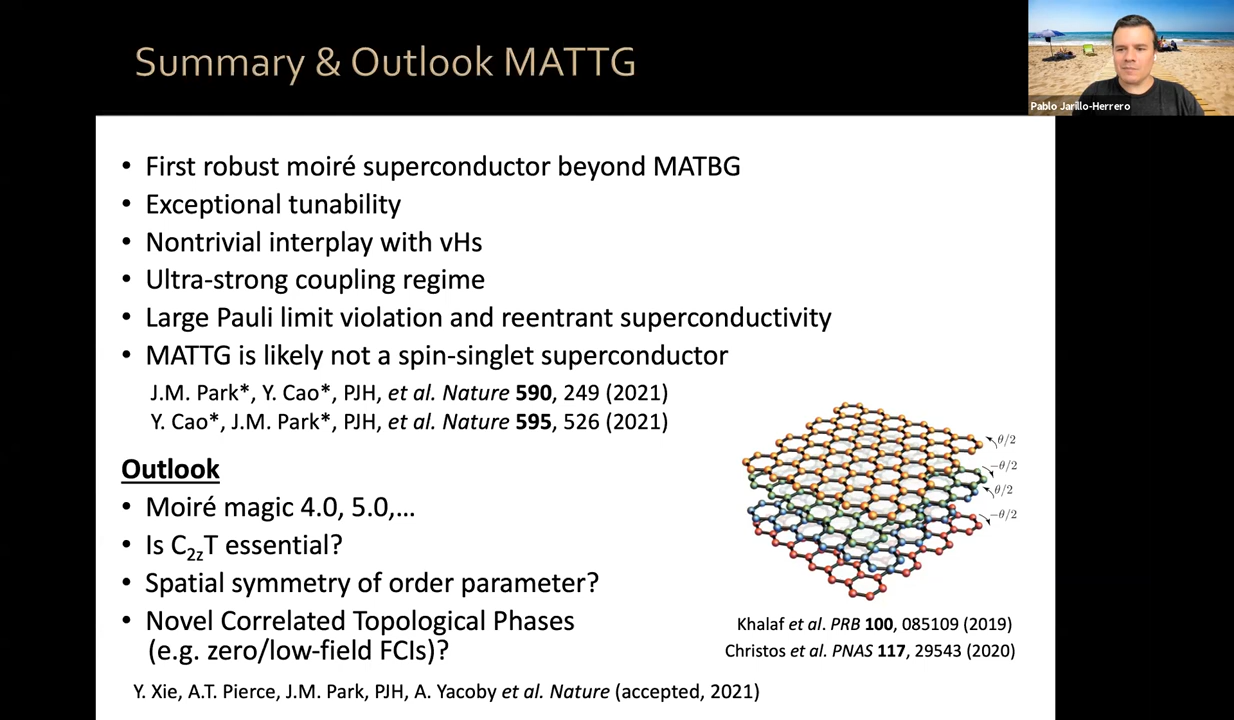 Summary & Outlook MATTG
Pablo Jarillo-Herrero
• First robust moiré superconductor beyond MATBG
• Exceptional tunability
• Nontrivial interplay with vHs
• Ultra-strong coupling regime
• Large Pauli limit violation and reentrant superconductivity
• MATTG is likely not a spin-singlet superconductor
J.M. Park*, Y. Cao*, PJH, et al. Nature 590, 249 (2021)
Y. Cao*, J.M. Park*, PJH, et al. Nature 595, 526 (2021)
Outlook
• Moiré magic 4.0, 5.0,...
• Is C₂zT essential?
• Spatial symmetry of order parameter?
• Novel Correlated Topological Phases
(e.g. zero/low-field FCIs)?
θ/2
−θ/2
θ/2
−θ/2
Khalaf et al. PRB 100, 085109 (2019)
Christos et al. PNAS 117, 29543 (2020)
Y. Xie, A.T. Pierce, J.M. Park, PJH, A. Yacoby et al. Nature (accepted, 2021)